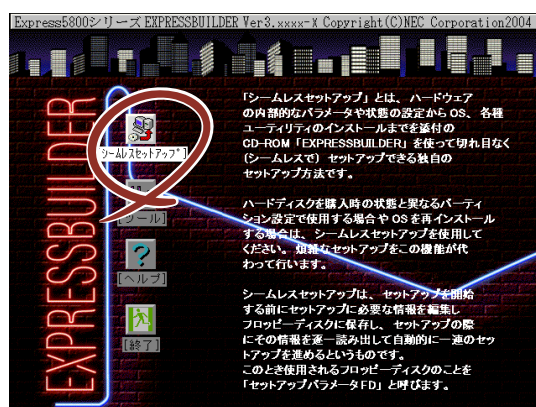 Express5800シリーズ EXPRESSBUILDER Ver3.xxxx-X Copyright(C)NEC Corporation2004
EXPRESSBUILDER
シームレスセットアップ]
[ツール]
[ヘルプ]
[終了]
「シームレスセットアップ」とは、ハードウェア
の内部的なパラメータや状態の設定からOS、各種
ユーティリティのインストールまでを添付の
CD-ROM「EXPRESSBUILDER」を使って切れ目なく
(シームレスで)セットアップできる独自の
セットアップ方法です。
ハードディスクを購入時の状態と異なるパーティ
ション設定で使用する場合やOSを再インストール
する場合は、シームレスセットアップを使用して
ください。煩雑なセットアップをこの機能が代
わって行います。
シームレスセットアップは、セットアップを開始
する前にセットアップに必要な情報を編集し
フロッピーディスクに保存し、セットアップの際
にその情報を逐一読み出して自動的に一連のセッ
トアップを進めるというものです。
このとき使用されるフロッピーディスクのことを
「セットアップパラメータFD」と呼びます。